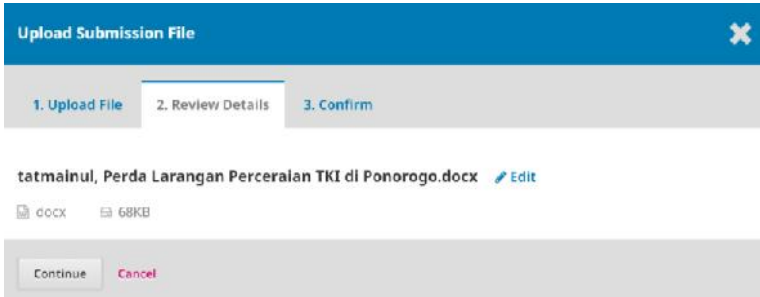 Upload Submission File
1. Upload File 2. Review Details 3. Confirm
tatmainul, Perda Larangan Perceraian TKI di Ponorogo.docx Edit
docx 68KB
Continue Cancel